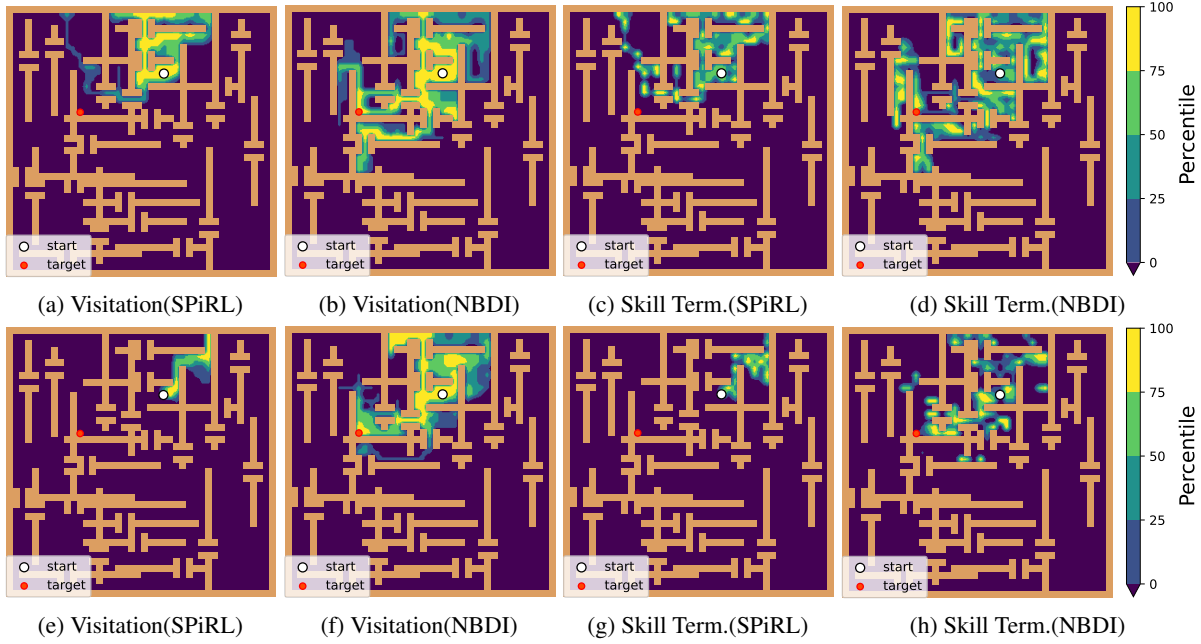 100
75
50
25
0
Percentile
start
target
start
target
start
target
start
target
(a) Visitation(SPiRL)
(b) Visitation(NBDI)
(c) Skill Term.(SPiRL)
(d) Skill Term.(NBDI)
100
75
50
25
0
Percentile
start
target
start
target
start
target
start
target
(e) Visitation(SPiRL)
(f) Visitation(NBDI)
(g) Skill Term.(SPiRL)
(h) Skill Term.(NBDI)